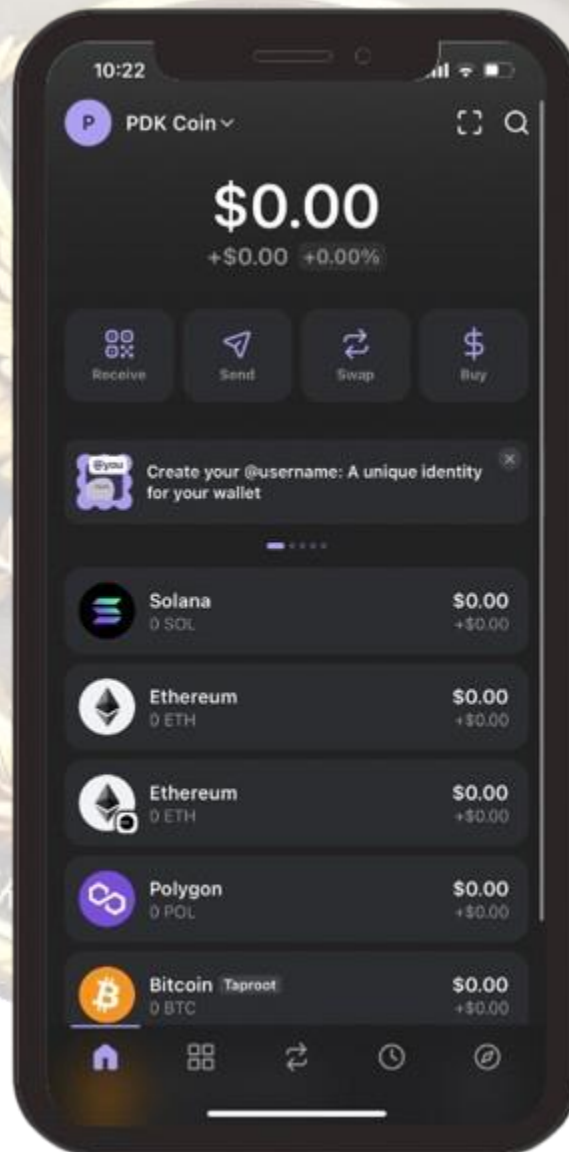 10:22
P PDK Coin
$0.00
+$0.00 +0.00%
Receive Send Swap Buy
@you
Create your @username: A unique identity
for your wallet
Solana $0.00
0 SOL +$0.00
Ethereum $0.00
0 ETH +$0.00
Ethereum $0.00
0 ETH +$0.00
Polygon $0.00
0 POL +$0.00
Bitcoin Taproot $0.00
0 BTC +$0.00